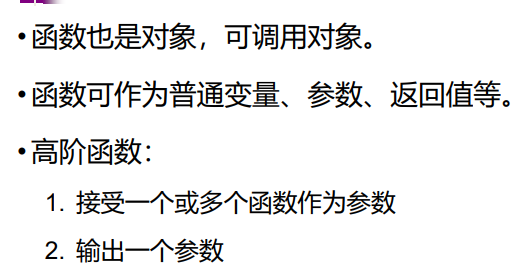 •函数也是对象，可调用对象。
•函数可作为普通变量、参数、返回值等。
•高阶函数：
1. 接受一个或多个函数作为参数
2. 输出一个参数